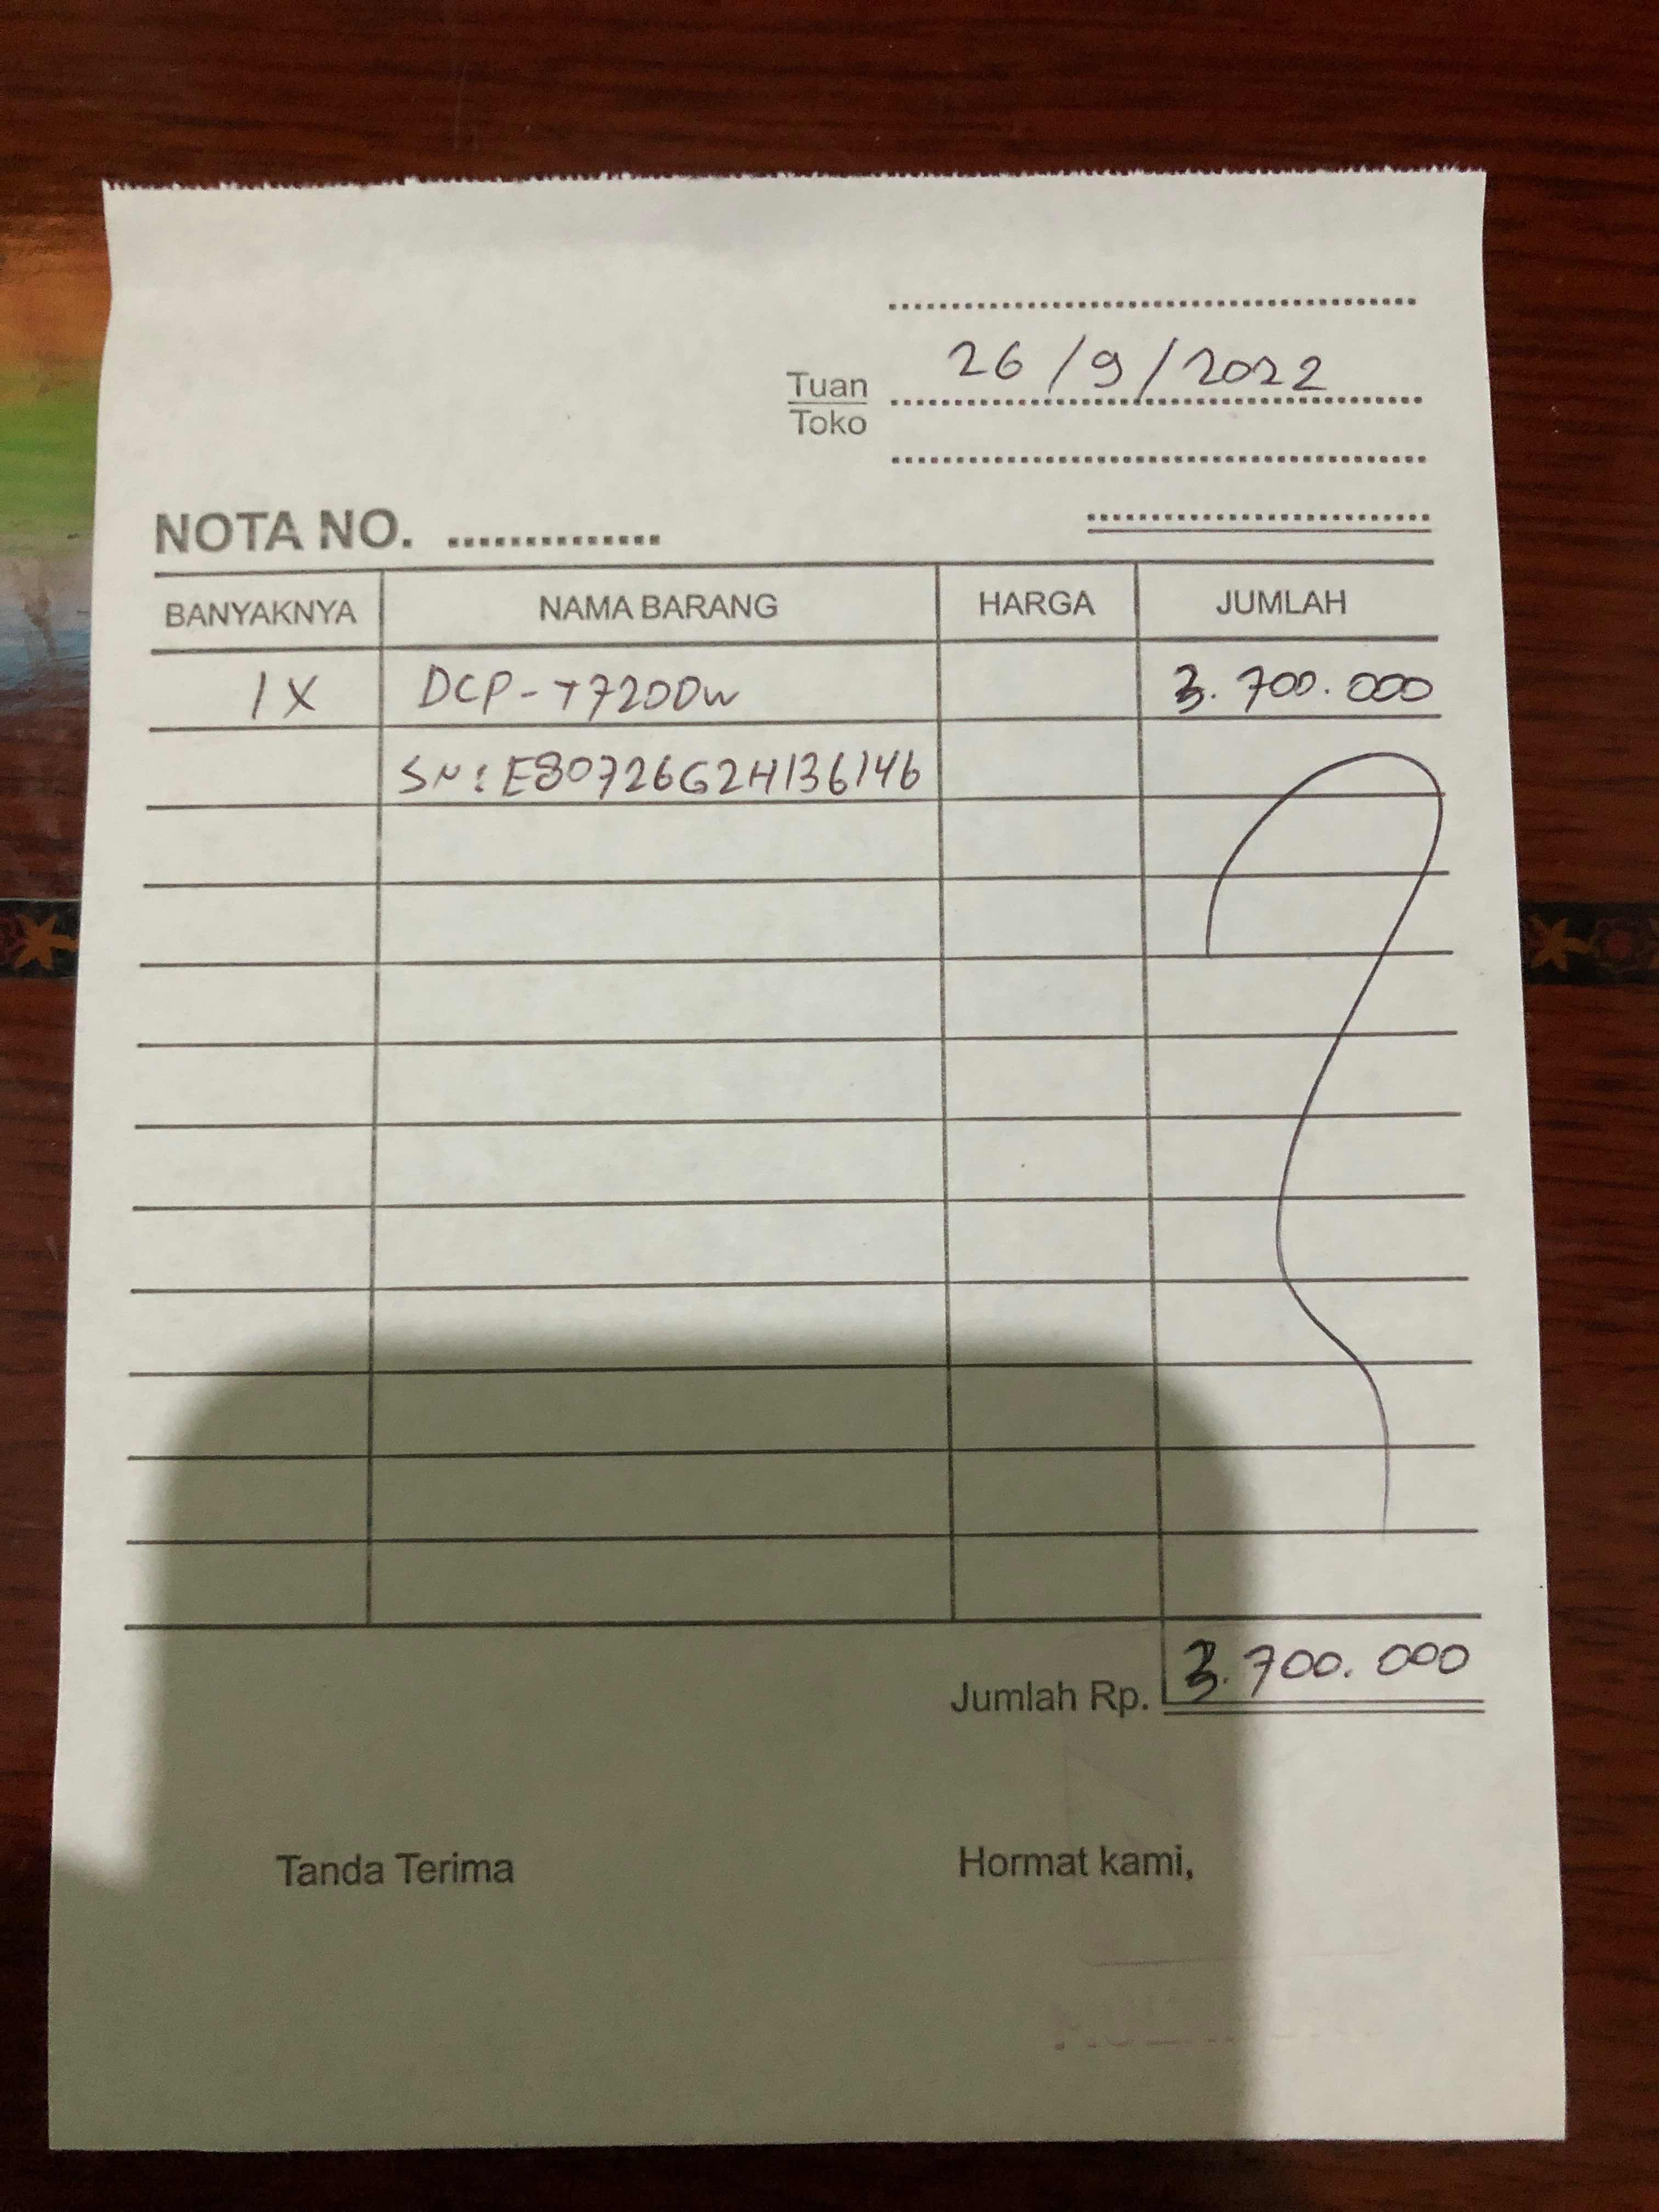 26/9/2022
Tuan
Toko
NOTA NO. ..............
BANYAKNYA NAMA BARANG HARGA JUMLAH
1X DCP-T7200W 3.700.000
SN: E80726G2H136146
Jumlah Rp. 3.700.000
Tanda Terima Hormat kami,